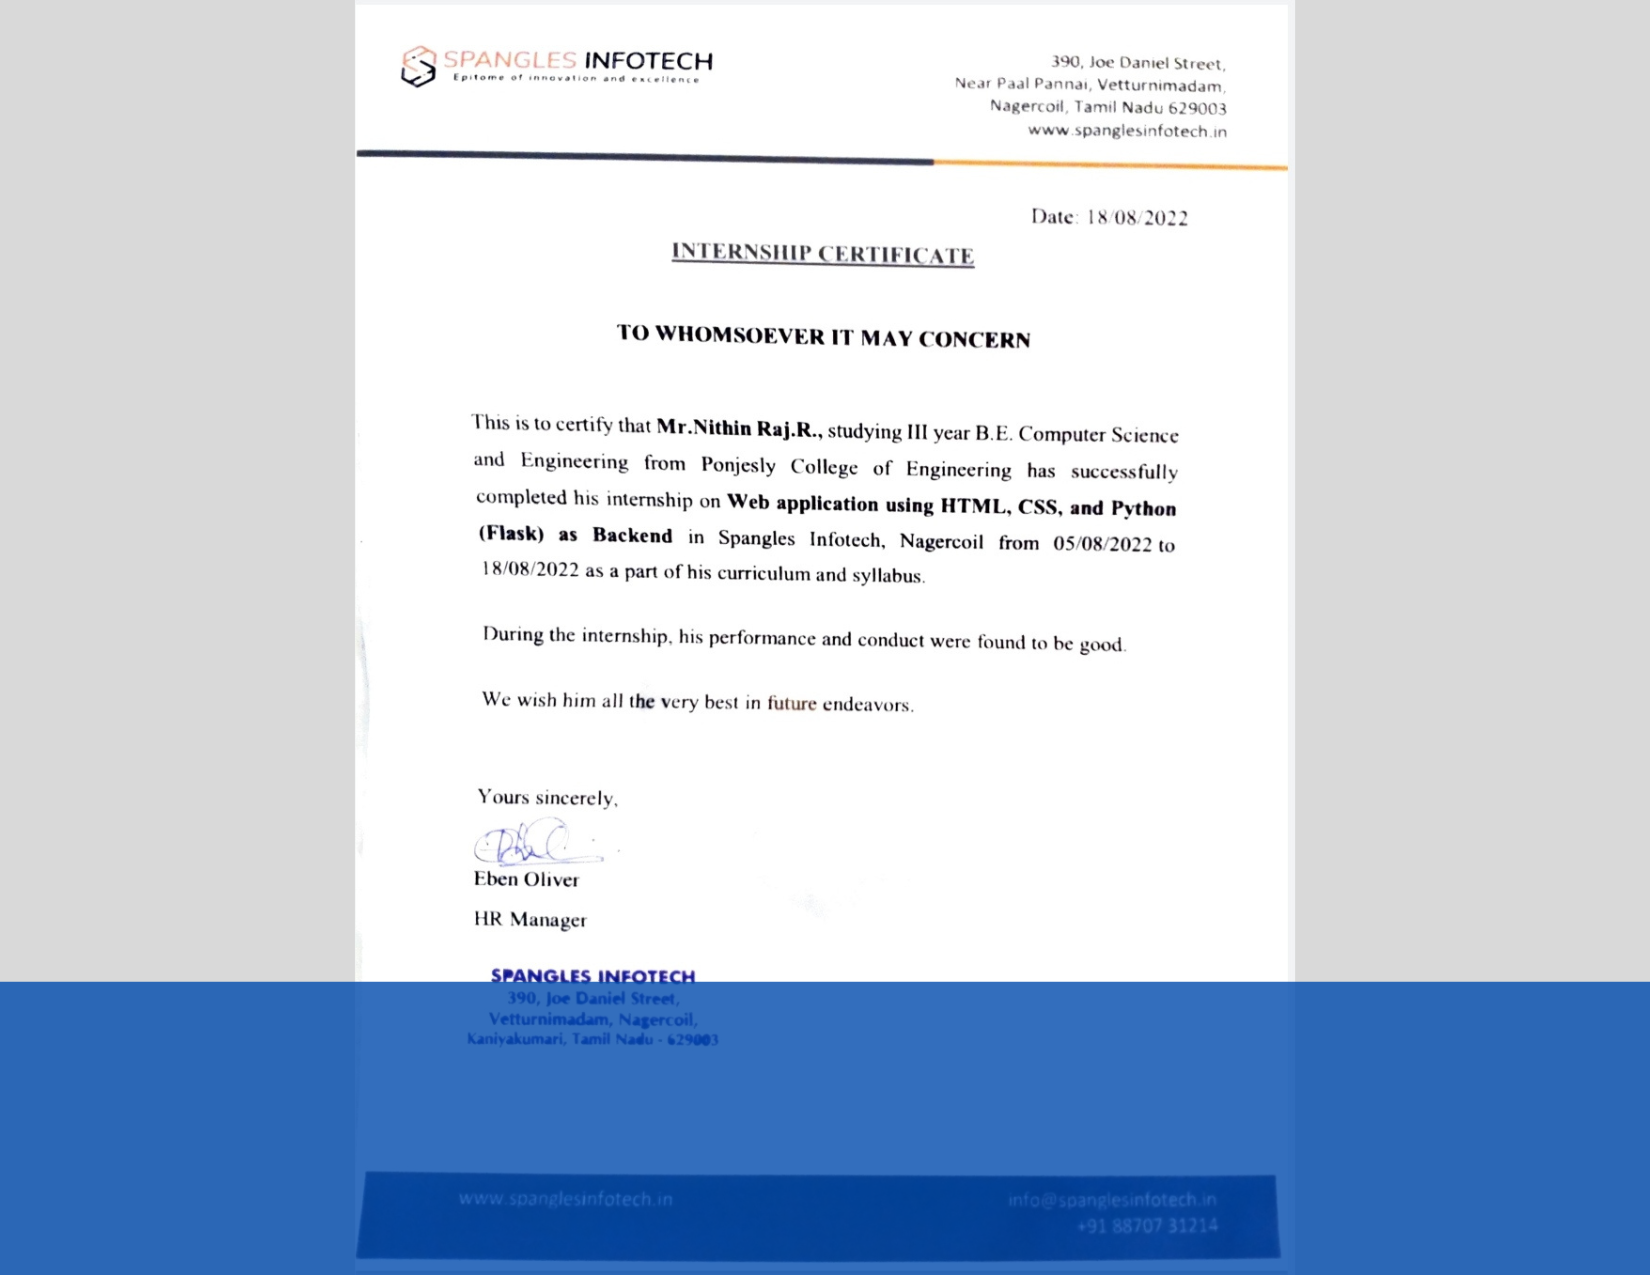 SPANGLES INFOTECH
Epitome of innovation and excellence
390, Joe Daniel Street,
Near Paal Pannai, Vetturnimadam,
Nagercoil, Tamil Nadu 629003
www.spanglesinfotech.in
Date: 18/08/2022
INTERNSHIP CERTIFICATE
TO WHOMSOEVER IT MAY CONCERN
This is to certify that Mr.Nithin Raj.R., studying III year B.E. Computer Science
and Engineering from Ponjesly College of Engineering has successfully
completed his internship on Web application using HTML, CSS, and Python
(Flask) as Backend in Spangles Infotech, Nagercoil from 05/08/2022 to
18/08/2022 as a part of his curriculum and syllabus.
During the internship, his performance and conduct were found to be good.
We wish him all the very best in future endeavors.
Yours sincerely,
Eben Oliver
HR Manager
SPANGLES INFOTECH
390, Joe Daniel Street,
Vetturnimadam, Nagercoil,
Kaniyakumari, Tamil Nadu - 629003
www.spanglesinfotech.in
info@spanglesinfotech.in
+91 88707 31214